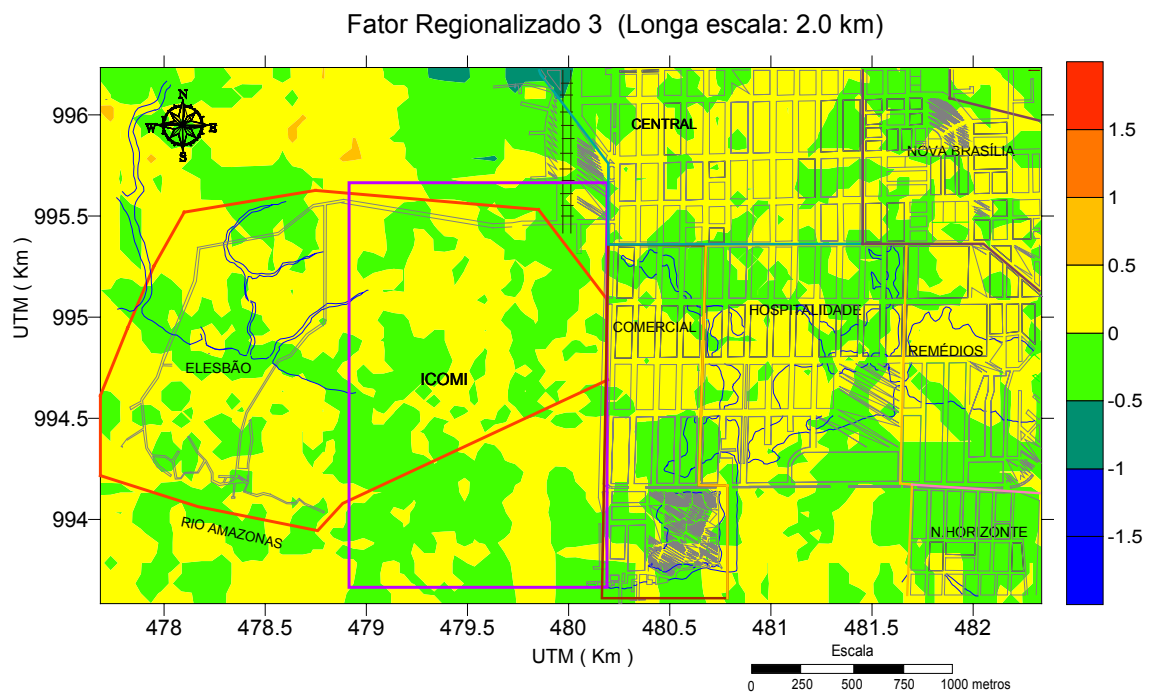 Fator Regionalizado 3 (Longa escala: 2.0 km)
N
W E
S
CENTRAL
NOVA BRASÍLIA
COMERCIAL
HOSPITALIDADE
REMÉDIOS
ELESBÃO
ICOMI
RIO AMAZONAS
N.HORIZONTE
UTM ( Km )
996
995.5
995
994.5
994
478
478.5
479
479.5
480
480.5
481
481.5
482
UTM ( Km )
1.5
1
0.5
0
-0.5
-1
-1.5
Escala
0 250 500 750 1000 metros